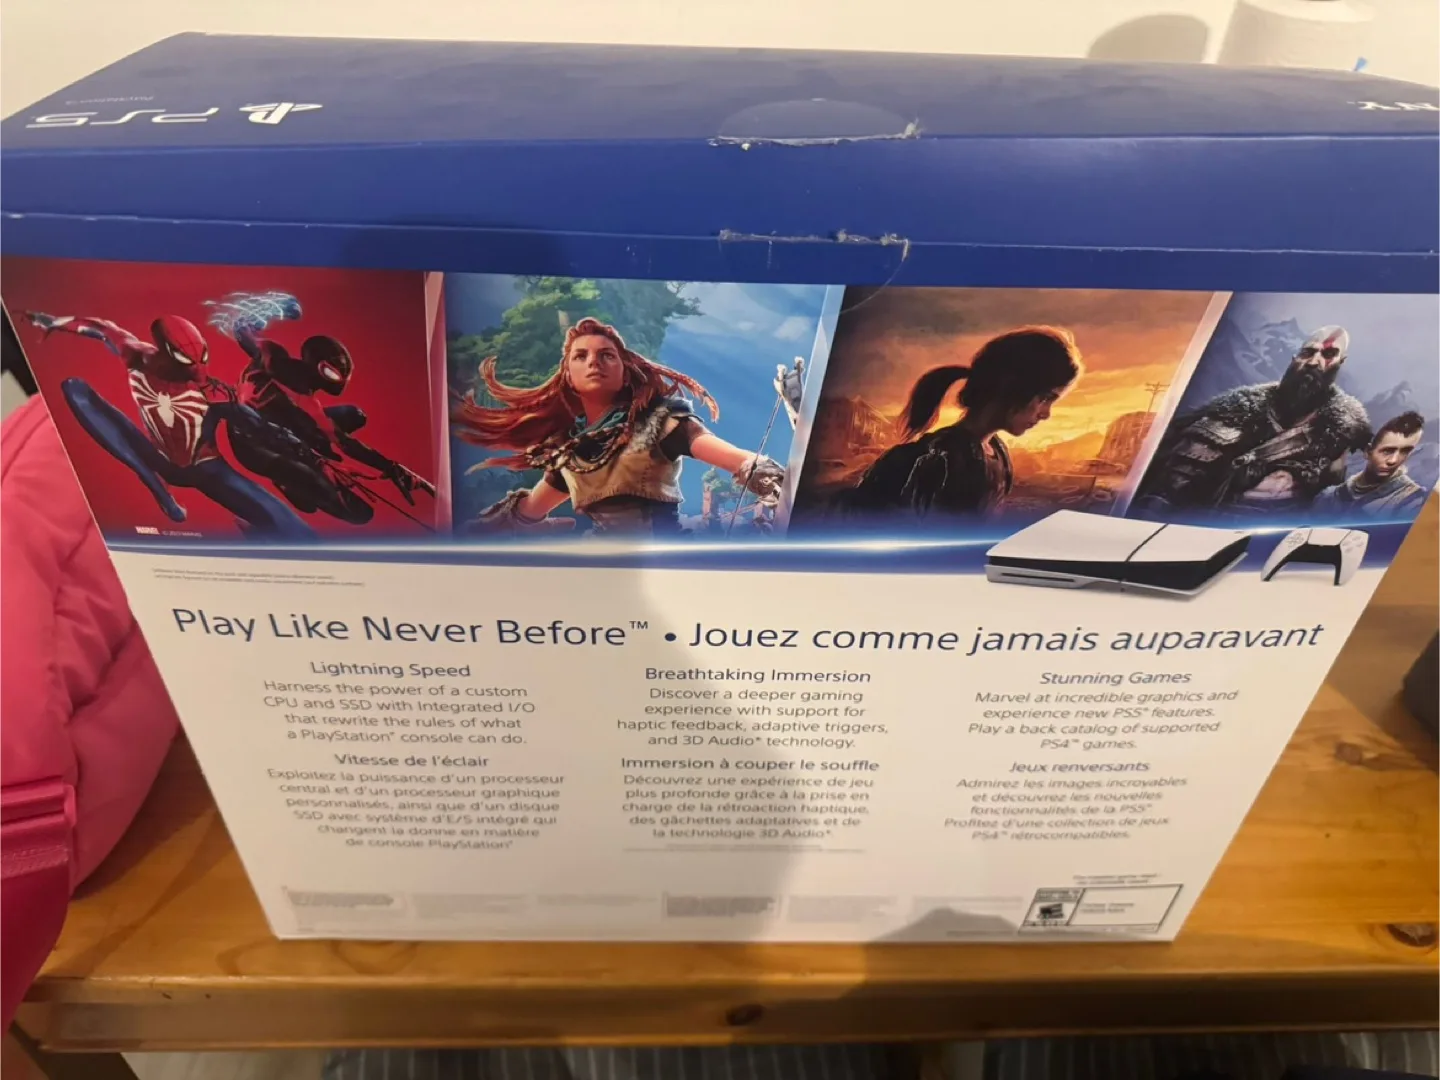 PS5
Play Like Never Before™ • Jouez comme jamais auparavant
Lightning Speed
Harness the power of a custom
CPU and SSD with Integrated I/O
that rewrite the rules of what
a PlayStation® console can do.
Vitesse de l'éclair
Exploitez la puissance d'un processeur
central et d'un processeur graphique
personnalisés, ainsi que d'un disque
SSD avec système d'E/S intégré qui
changent la donne en matière
de console PlayStation®
Breathtaking Immersion
Discover a deeper gaming
experience with support for
haptic feedback, adaptive triggers,
and 3D Audio* technology.
Immersion à couper le souffle
Découvrez une expérience de jeu
plus profonde grâce à la prise en
charge de la rétroaction haptique,
des gâchettes adaptatives et de
la technologie 3D Audio*.
Stunning Games
Marvel at incredible graphics and
experience new PS5™ features.
Play a back catalog of supported
PS4™ games.
Jeux renversants
Admirez les images incroyables
et découvrez les nouvelles
fonctionnalités de la PS5™.
Profitez d'une collection de jeux
PS4™ rétrocompatibles.
MARVEL